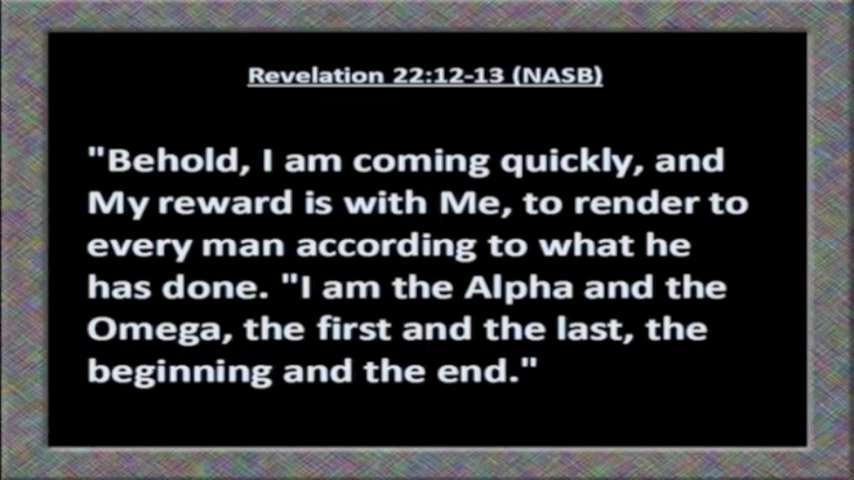 Revelation 22:12-13 (NASB)
"Behold, I am coming quickly, and
My reward is with Me, to render to
every man according to what he
has done. "I am the Alpha and the
Omega, the first and the last, the
beginning and the end."